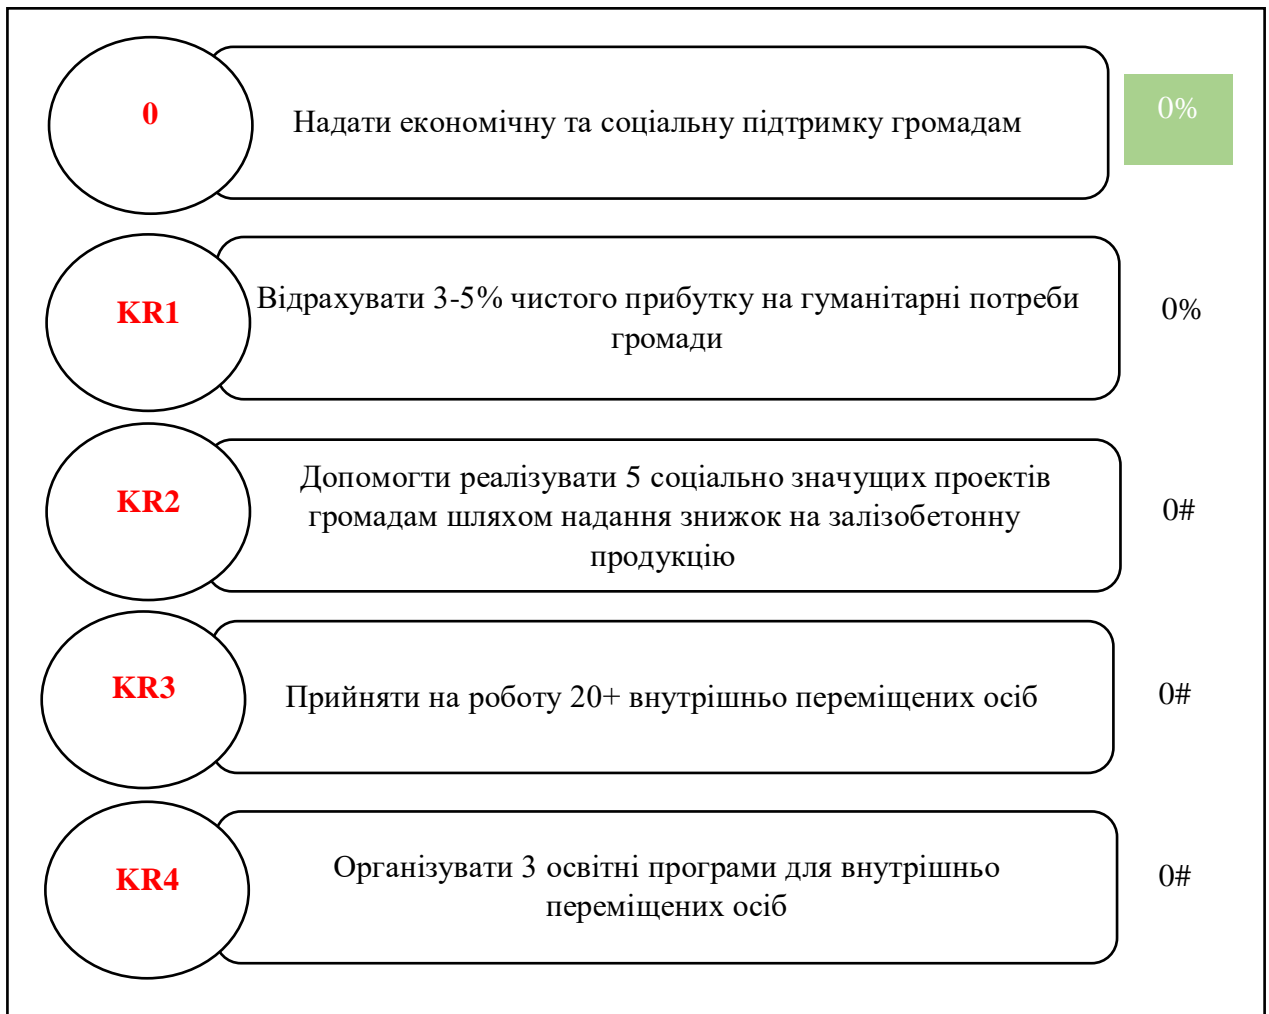 0
Надати економічну та соціальну підтримку громадам
0%
KR1
Відрахувати 3-5% чистого прибутку на гуманітарні потреби
громади
0%
KR2
Допомогти реалізувати 5 соціально значущих проектів
громадам шляхом надання знижок на залізобетонну
продукцію
0#
KR3
Прийняти на роботу 20+ внутрішньо переміщених осіб
0#
KR4
Організувати 3 освітні програми для внутрішньо
переміщених осіб
0#